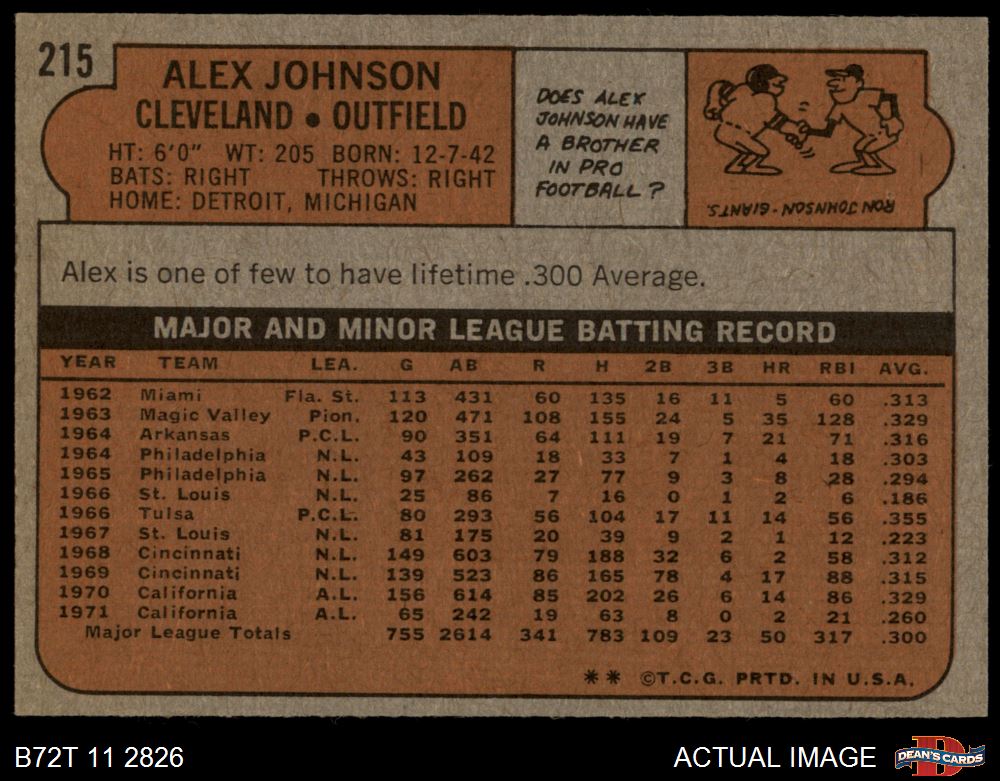 215
ALEX JOHNSON
CLEVELAND • OUTFIELD
HT: 6'0" WT: 205 BORN: 12-7-42
BATS: RIGHT THROWS: RIGHT
HOME: DETROIT, MICHIGAN
DOES ALEX
JOHNSON HAVE
A BROTHER
IN PRO
FOOTBALL?
RON JOHNSON - GIANTS.
Alex is one of few to have lifetime .300 Average.
MAJOR AND MINOR LEAGUE BATTING RECORD
YEAR TEAM LEA. G AB R H 2B 3B HR RBI AVG.
1962 Miami Fla. St. 113 431 60 135 16 11 5 60 .313
1963 Magic Valley Pion. 120 471 108 155 24 5 35 128 .329
1964 Arkansas P.C.L. 90 351 64 111 19 7 21 71 .316
1964 Philadelphia N.L. 43 109 18 33 7 1 4 18 .303
1965 Philadelphia N.L. 97 262 27 77 9 3 8 28 .294
1966 St. Louis N.L. 25 86 7 16 0 1 2 6 .186
1966 Tulsa P.C.L. 80 293 56 104 17 11 14 56 .355
1967 St. Louis N.L. 81 175 20 39 9 2 1 12 .223
1968 Cincinnati N.L. 149 603 79 188 32 6 2 58 .312
1969 Cincinnati N.L. 139 523 86 165 78 4 17 88 .315
1970 California A.L. 156 614 85 202 26 6 14 86 .329
1971 California A.L. 65 242 19 63 8 0 2 21 .260
Major League Totals 755 2614 341 783 109 23 50 317 .300
** ©T.C.G. PRTD. IN U.S.A.
B72T 11 2826 ACTUAL IMAGE DEAN'S CARDS